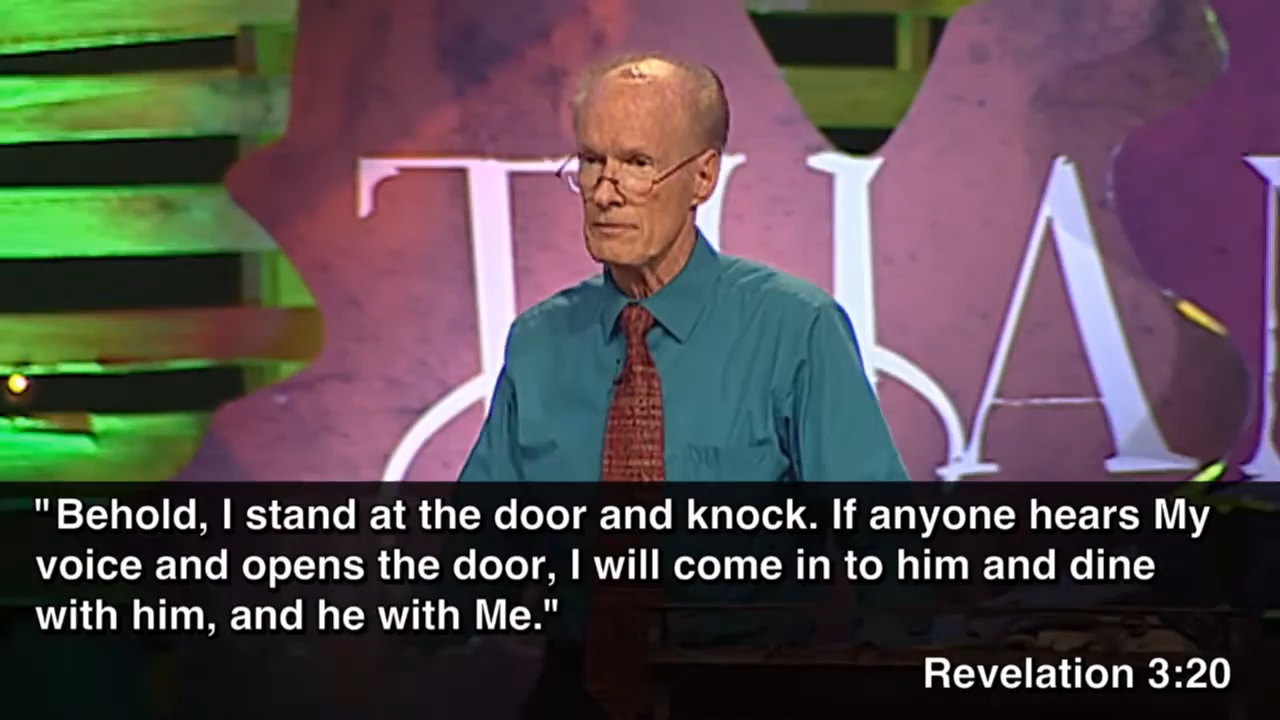 TUA
"Behold, I stand at the door and knock. If anyone hears My
voice and opens the door, I will come in to him and dine
with him, and he with Me."
Revelation 3:20